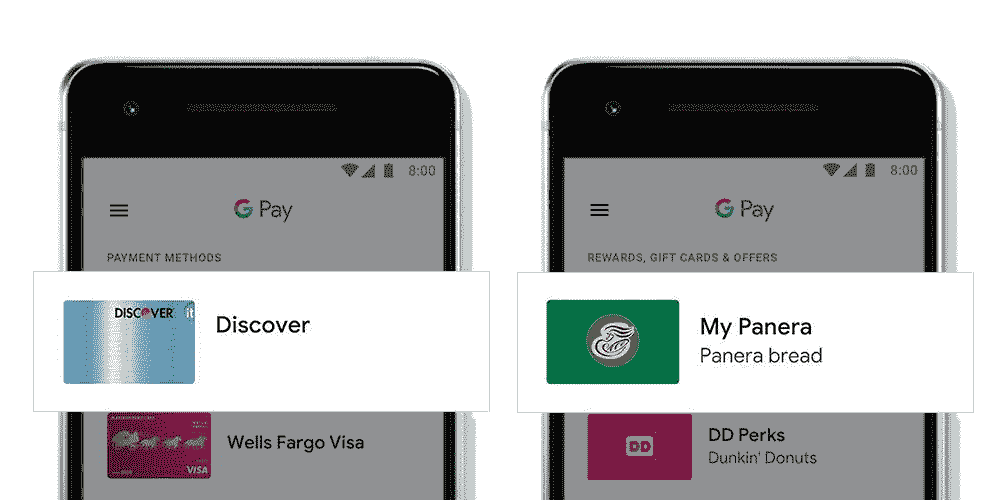 8:00
G Pay
PAYMENT METHODS
DISCOVER it
Discover
VISA
Wells Fargo Visa
8:00
G Pay
REWARDS, GIFT CARDS & OFFERS
My Panera
Panera bread
DD
DD Perks
Dunkin' Donuts